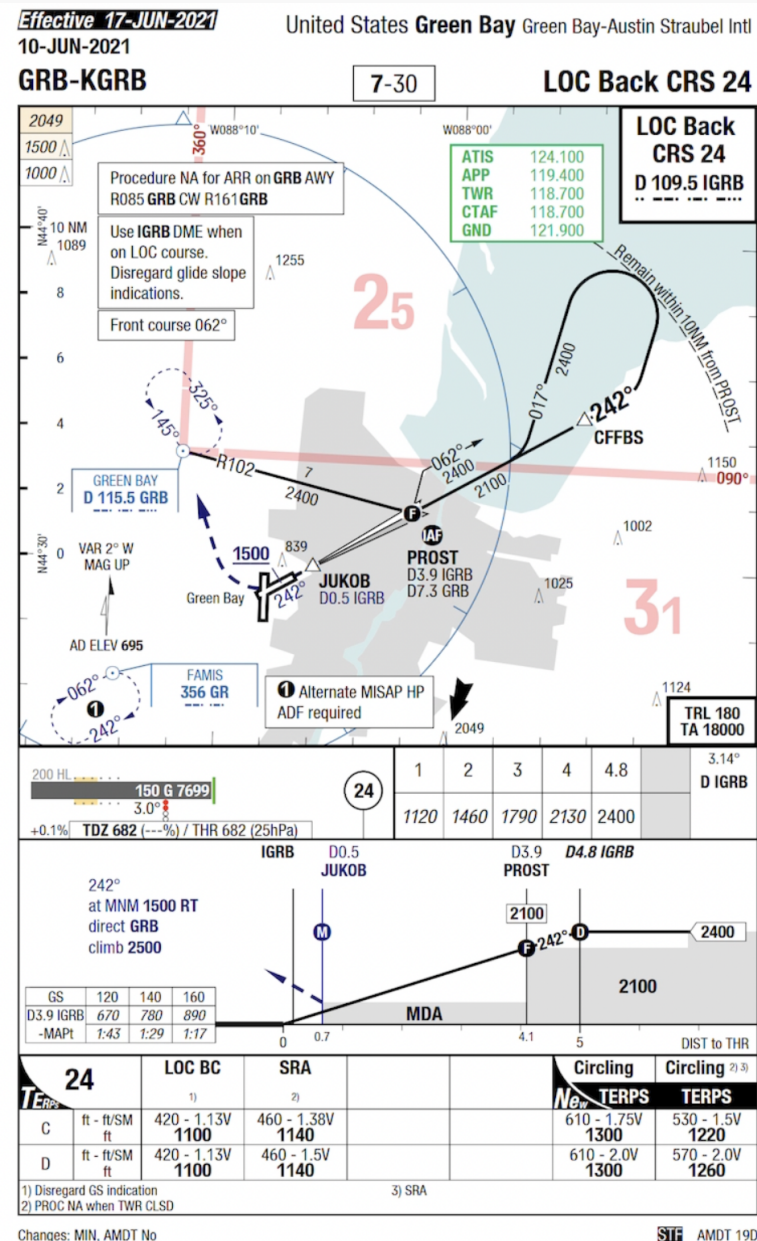 Effective 17-JUN-2021
10-JUN-2021
United States Green Bay Green Bay-Austin Straubel Intl
GRB-KGRB
7-30
LOC Back CRS 24
2049
1500
1000
360°
W088°10'
W088°00'
ATIS 124.100
APP 119.400
TWR 118.700
CTAF 118.700
GND 121.900
LOC Back
CRS 24
D 109.5 IGRB
Procedure NA for ARR on GRB AWY
R085 GRB CW R161 GRB
Use IGRB DME when
on LOC course.
Disregard glide slope
indications.
Front course 062°
N44°40'
10 NM
1089
1255
25
Remain within 10NM from PROST
8
6
4
2
0
N44°30'
325°
145°
017°
2400
242°
CFFBS
R102
7
2400
062°
2400
2100
1150
090°
GREEN BAY
D 115.5 GRB
F
IAF
PROST
D3.9 IGRB
D7.3 GRB
1002
VAR 2° W
MAG UP
1500
839
JUKOB
D0.5 IGRB
242°
Green Bay
1025
31
AD ELEV 695
062°
1
242°
FAMIS
356 GR
1 Alternate MISAP HP
ADF required
2049
1124
TRL 180
TA 18000
200 HL
150 G 7699
3.0°
+0.1%
TDZ 682 (---%) / THR 682 (25hPa)
24
1 2 3 4 4.8
3.14°
D IGRB
1120 1460 1790 2130 2400
IGRB D0.5 D3.9 D4.8 IGRB
JUKOB PROST
242°
at MNM 1500 RT
direct GRB
climb 2500
M
2100
F
242°
D
2400
2100
MDA
GS 120 140 160
D3.9 IGRB 670 780 890
-MAPt 1:43 1:29 1:17
0 0.7 4.1 5 DIST to THR
TERPS
24
LOC BC 1)
SRA 2)
Circling
New TERPS
Circling 2) 3)
TERPS
C ft - ft/SM 420 - 1.13V 460 - 1.38V 610 - 1.75V 530 - 1.5V
ft 1100 1140 1300 1220
D ft - ft/SM 420 - 1.13V 460 - 1.5V 610 - 2.0V 570 - 2.0V
ft 1100 1140 1300 1260
1) Disregard GS indication 3) SRA
2) PROC NA when TWR CLSD
Changes: MIN, AMDT No
STF AMDT 19D